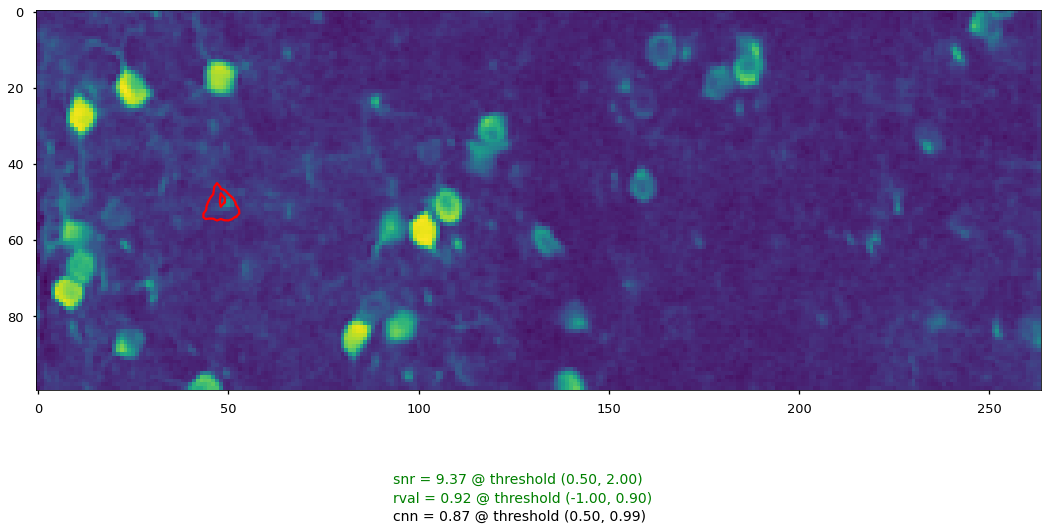 0
20
40
60
80
0 50 100 150 200 250
snr = 9.37 @ threshold (0.50, 2.00)
rval = 0.92 @ threshold (-1.00, 0.90)
cnn = 0.87 @ threshold (0.50, 0.99)